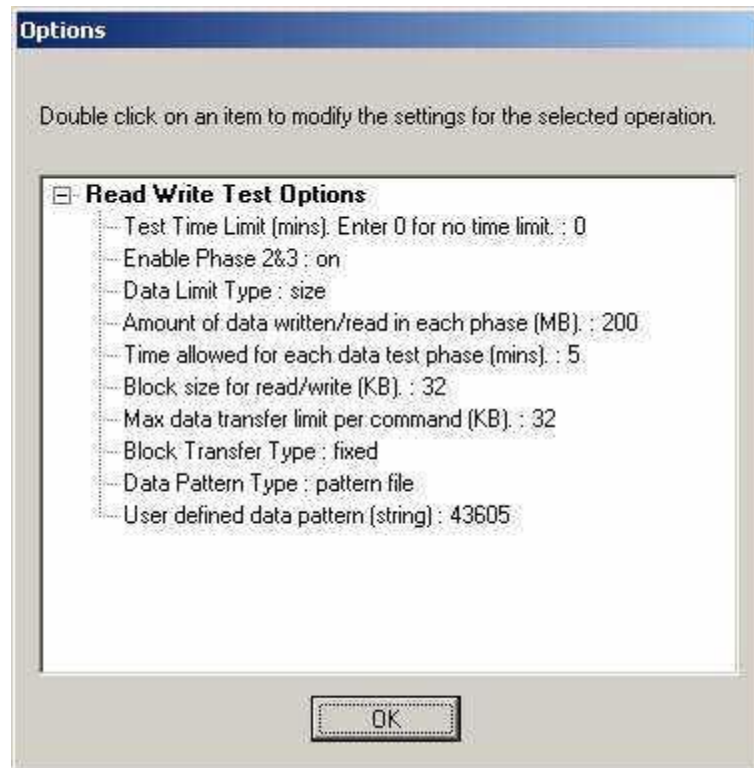 Options
Double click on an item to modify the settings for the selected operation.
Read Write Test Options
Test Time Limit (mins). Enter 0 for no time limit. : 0
Enable Phase 2&3 : on
Data Limit Type : size
Amount of data written/read in each phase (MB). : 200
Time allowed for each data test phase (mins). : 5
Block size for read/write (KB). : 32
Max data transfer limit per command (KB). : 32
Block Transfer Type : fixed
Data Pattern Type : pattern file
User defined data pattern (string) : 43605
OK